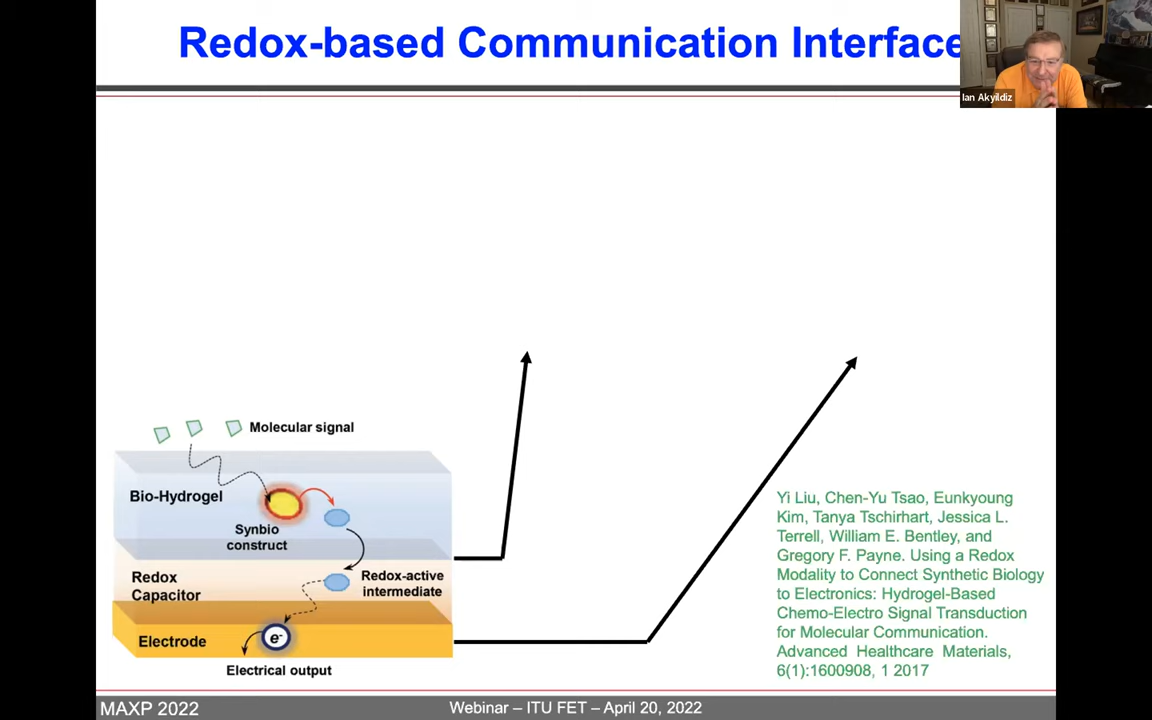 Redox-based Communication Interface
Ian Akyildiz
Molecular signal
Bio-Hydrogel
Synbio
construct
Redox
Capacitor
Redox-active
intermediate
Electrode
e-
Electrical output
Yi Liu, Chen-Yu Tsao, Eunkyoung
Kim, Tanya Tschirhart, Jessica L.
Terrell, William E. Bentley, and
Gregory F. Payne. Using a Redox
Modality to Connect Synthetic Biology
to Electronics: Hydrogel-Based
Chemo-Electro Signal Transduction
for Molecular Communication.
Advanced Healthcare Materials,
6(1):1600908, 1 2017
MAXP 2022
Webinar – ITU FET – April 20, 2022